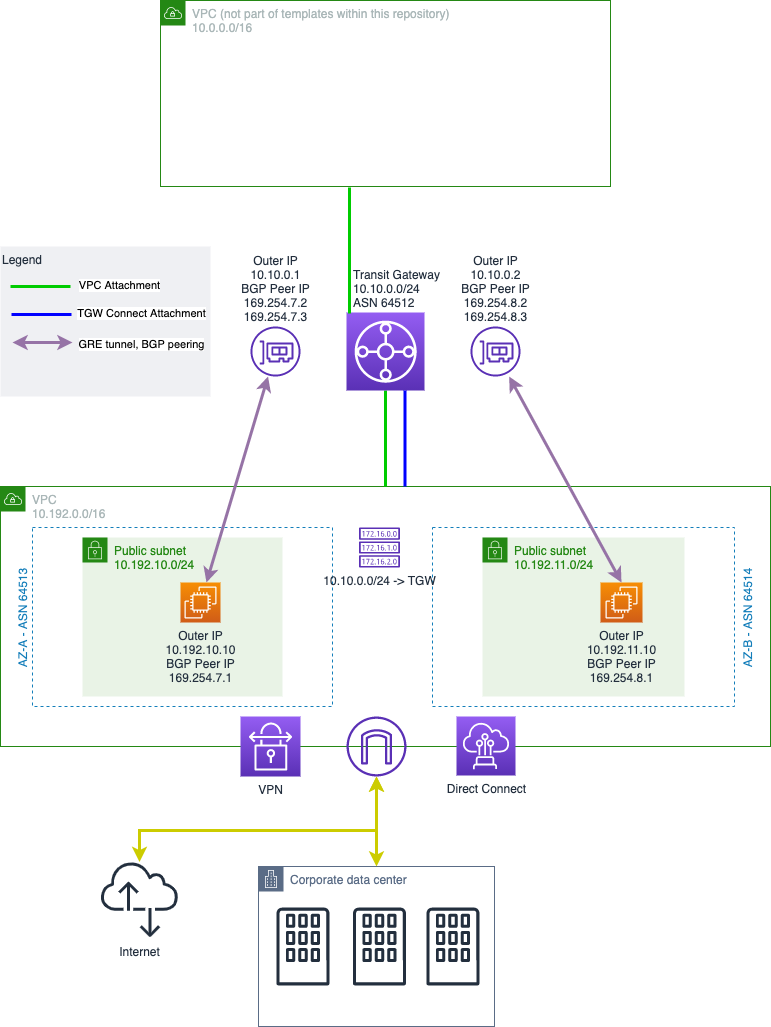 VPC (not part of templates within this repository)
10.0.0.0/16
Legend
VPC Attachment
TGW Connect Attachment
GRE tunnel, BGP peering
Outer IP
10.10.0.1
BGP Peer IP
169.254.7.2
169.254.7.3
Transit Gateway
10.10.0.0/24
ASN 64512
Outer IP
10.10.0.2
BGP Peer IP
169.254.8.2
169.254.8.3
VPC
10.192.0.0/16
AZ-A - ASN 64513
Public subnet
10.192.10.0/24
Outer IP
10.192.10.10
BGP Peer IP
169.254.7.1
172.16.0.0
172.16.1.0
172.16.2.0
10.10.0.0/24 -> TGW
Public subnet
10.192.11.0/24
Outer IP
10.192.11.10
BGP Peer IP
169.254.8.1
AZ-B - ASN 64514
VPN
Direct Connect
Internet
Corporate data center